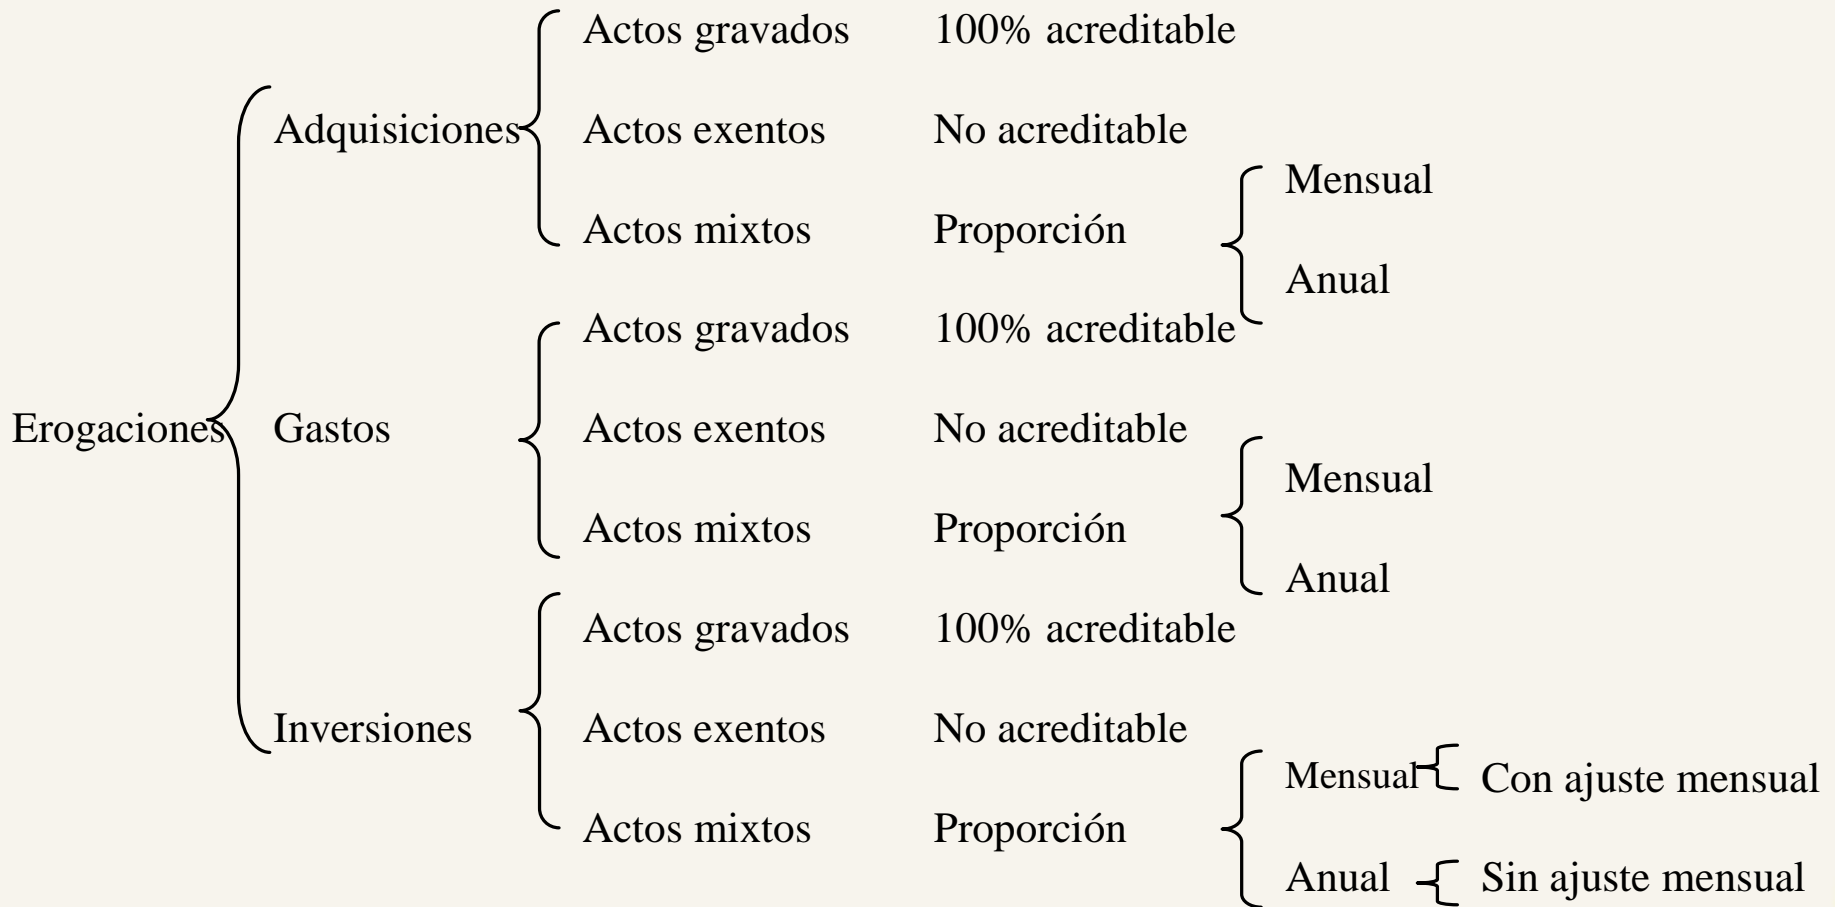 Actos gravados 100% acreditable
Adquisiciones Actos exentos No acreditable
Mensual
Actos mixtos Proporción
Anual
Actos gravados 100% acreditable
Erogaciones Gastos Actos exentos No acreditable
Mensual
Actos mixtos Proporción
Anual
Actos gravados 100% acreditable
Inversiones Actos exentos No acreditable
Mensual Con ajuste mensual
Actos mixtos Proporción
Anual Sin ajuste mensual